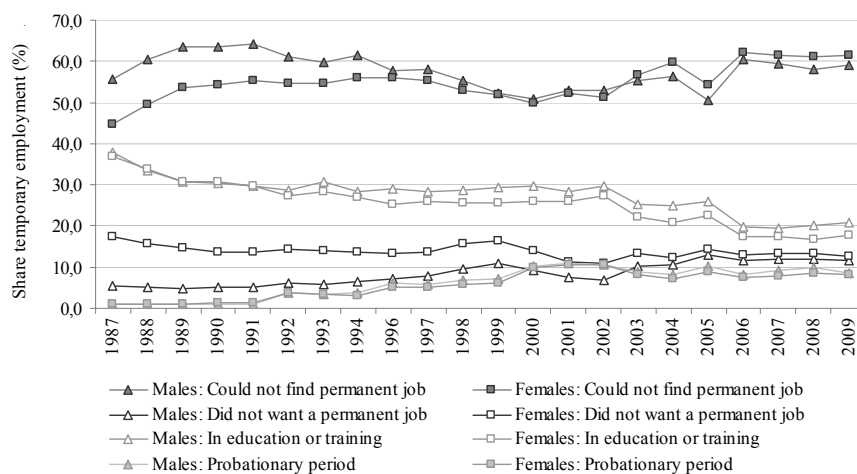 Share temporary employment (%)
70,0
60,0
50,0
40,0
30,0
20,0
10,0
0,0
1987 1988 1989 1990 1991 1992 1993 1994 1996 1997 1998 1999 2000 2001 2002 2003 2004 2005 2006 2007 2008 2009
Males: Could not find permanent job Females: Could not find permanent job
Males: Did not want a permanent job Females: Did not want a permanent job
Males: In education or training Females: In education or training
Males: Probationary period Females: Probationary period